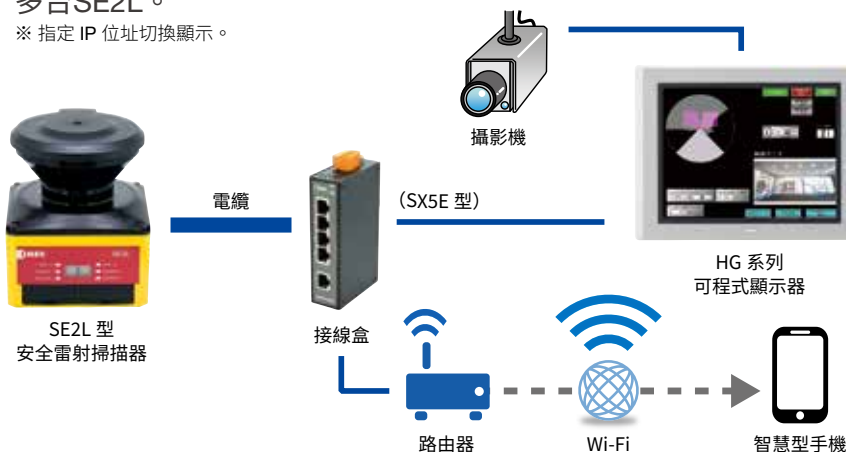 多台SE2L。
※ 指定 IP 位址切換顯示。
攝影機
電纜
(SX5E 型)
HG 系列
可程式顯示器
SE2L 型
安全雷射掃描器
接線盒
路由器
Wi-Fi
智慧型手機